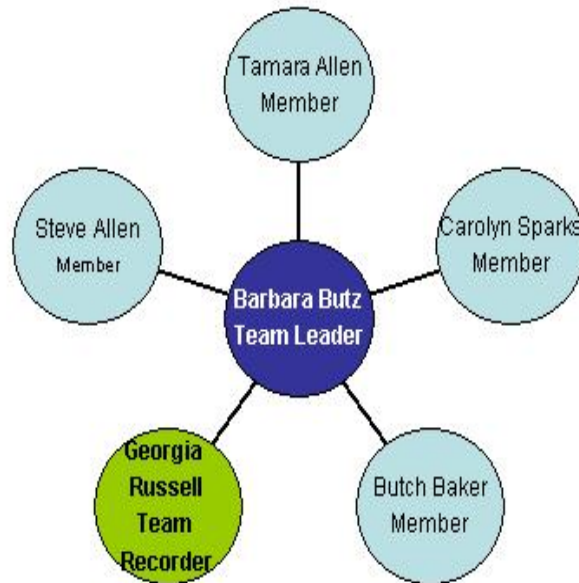 Tamara Allen
Member
Steve Allen
Member
Carolyn Sparks
Member
Barbara Butz
Team Leader
Georgia
Russell
Team
Recorder
Butch Baker
Member